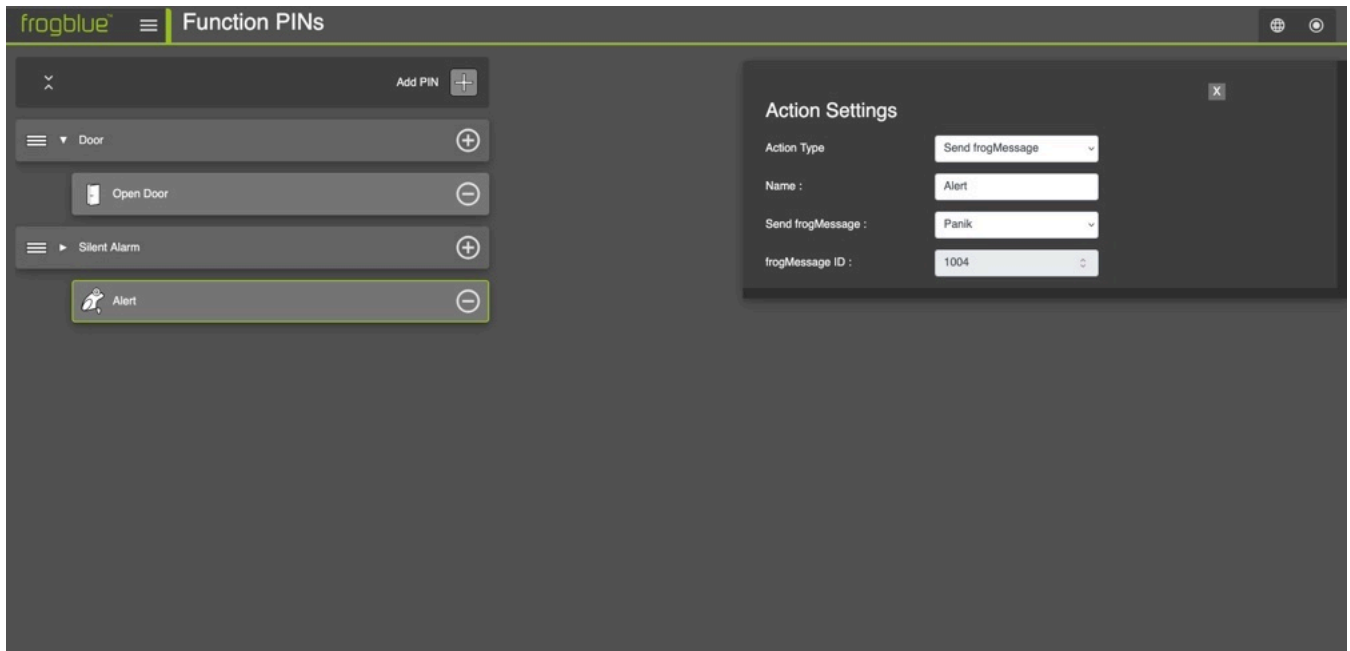 frogblue™ Function PINs
Add PIN
Door
Open Door
Silent Alarm
Alert
X
Action Settings
Action Type Send frogMessage
Name : Alert
Send frogMessage : Panik
frogMessage ID : 1004